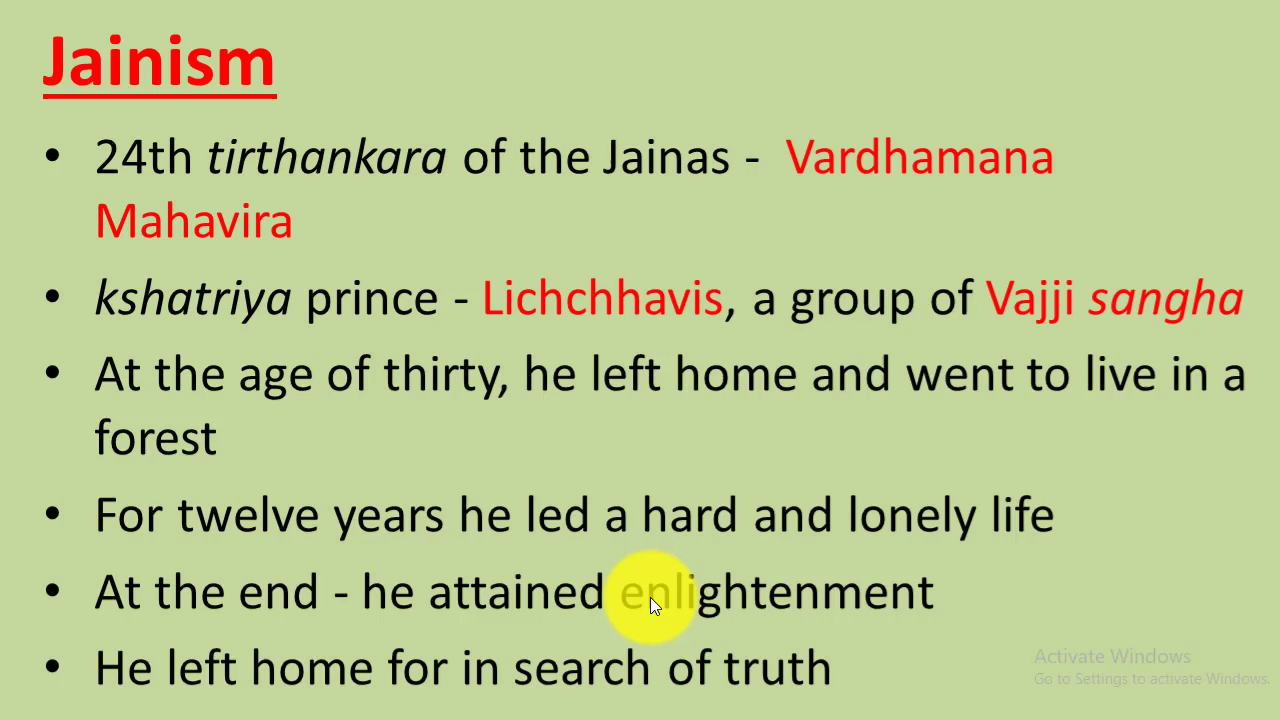 Jainism
• 24th tirthankara of the Jainas - Vardhamana
Mahavira
• kshatriya prince - Lichchhavis, a group of Vajji sangha
• At the age of thirty, he left home and went to live in a
forest
• For twelve years he led a hard and lonely life
• At the end - he attained enlightenment
• He left home for in search of truth
Activate Windows
Go to Settings to activate Windows.